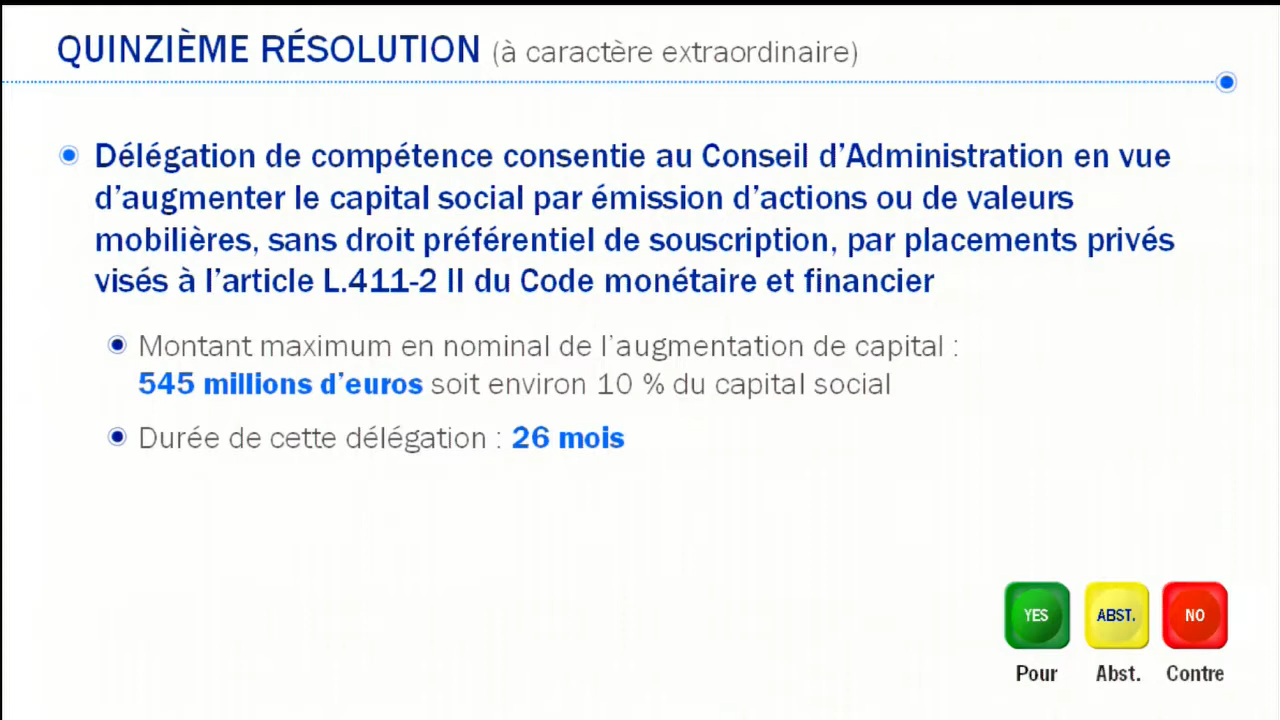 QUINZIÈME RÉSOLUTION (à caractère extraordinaire)
Délégation de compétence consentie au Conseil d'Administration en vue
d'augmenter le capital social par émission d'actions ou de valeurs
mobilières, sans droit préférentiel de souscription, par placements privés
visés à l'article L.411-2 II du Code monétaire et financier
Montant maximum en nominal de l'augmentation de capital :
545 millions d'euros soit environ 10 % du capital social
Durée de cette délégation : 26 mois
YES ABST. NO
Pour Abst. Contre